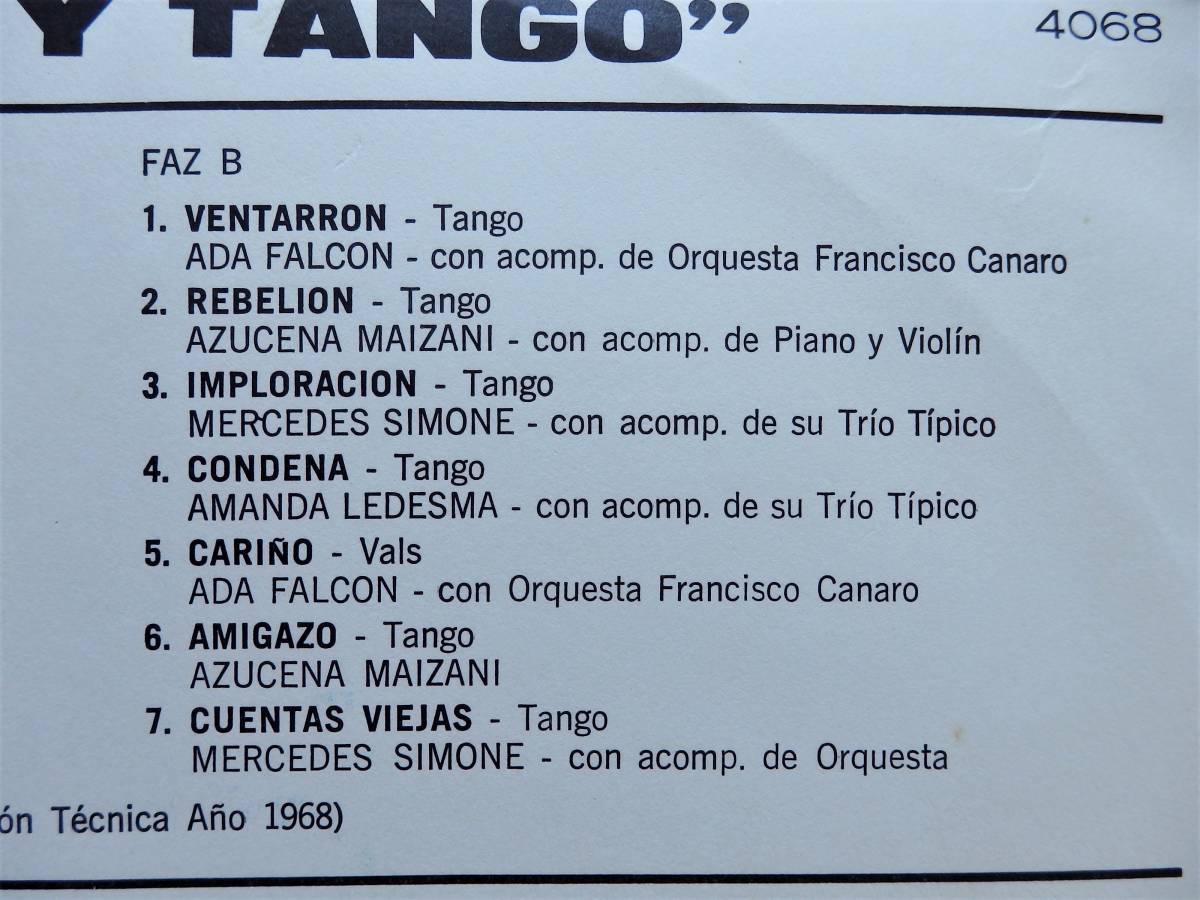 Y TANGO”
4068
FAZ B
1. VENTARRON - Tango
ADA FALCON - con acomp. de Orquesta Francisco Canaro
2. REBELION - Tango
AZUCENA MAIZANI - con acomp. de Piano y Violín
3. IMPLORACION - Tango
MERCEDES SIMONE - con acomp. de su Trío Típico
4. CONDENA - Tango
AMANDA LEDESMA - con acomp. de su Trío Típico
5. CARIÑO - Vals
ADA FALCON - con Orquesta Francisco Canaro
6. AMIGAZO - Tango
AZUCENA MAIZANI
7. CUENTAS VIEJAS - Tango
MERCEDES SIMONE - con acomp. de Orquesta
ón Técnica Año 1968)